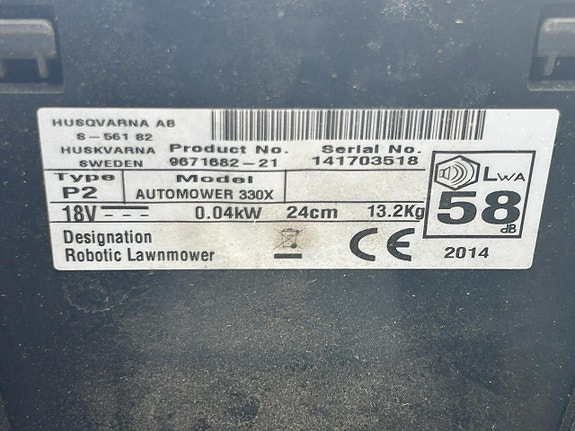 HUSQVARNA AB
S-561 82
HUSKVARNA Product No. Serial No.
SWEDEN 9671682-21 141703518
Type Model
P2 AUTOMOWER 330X
18V 0.04kW 24cm 13.2Kg
LWA
58
dB
Designation
Robotic Lawnmower
CE 2014